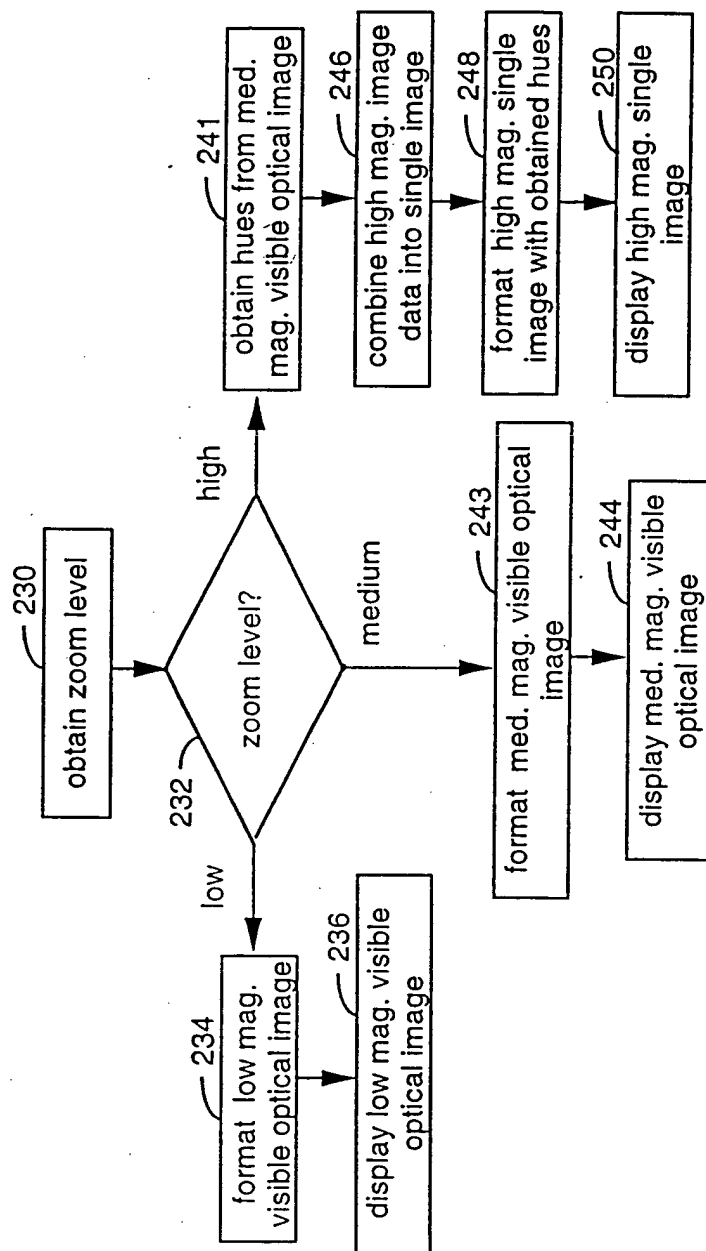 230
obtain zoom level
232
zoom level?
low
medium
high
234
format low mag.
visible optical image
236
display low mag. visible
optical image
243
format med. mag. visible optical
image
244
display med. mag. visible
optical image
241
obtain hues from med.
mag. visible optical image
246
combine high mag. image
data into single image
248
format high mag. single
image with obtained hues
250
display high mag. single
image